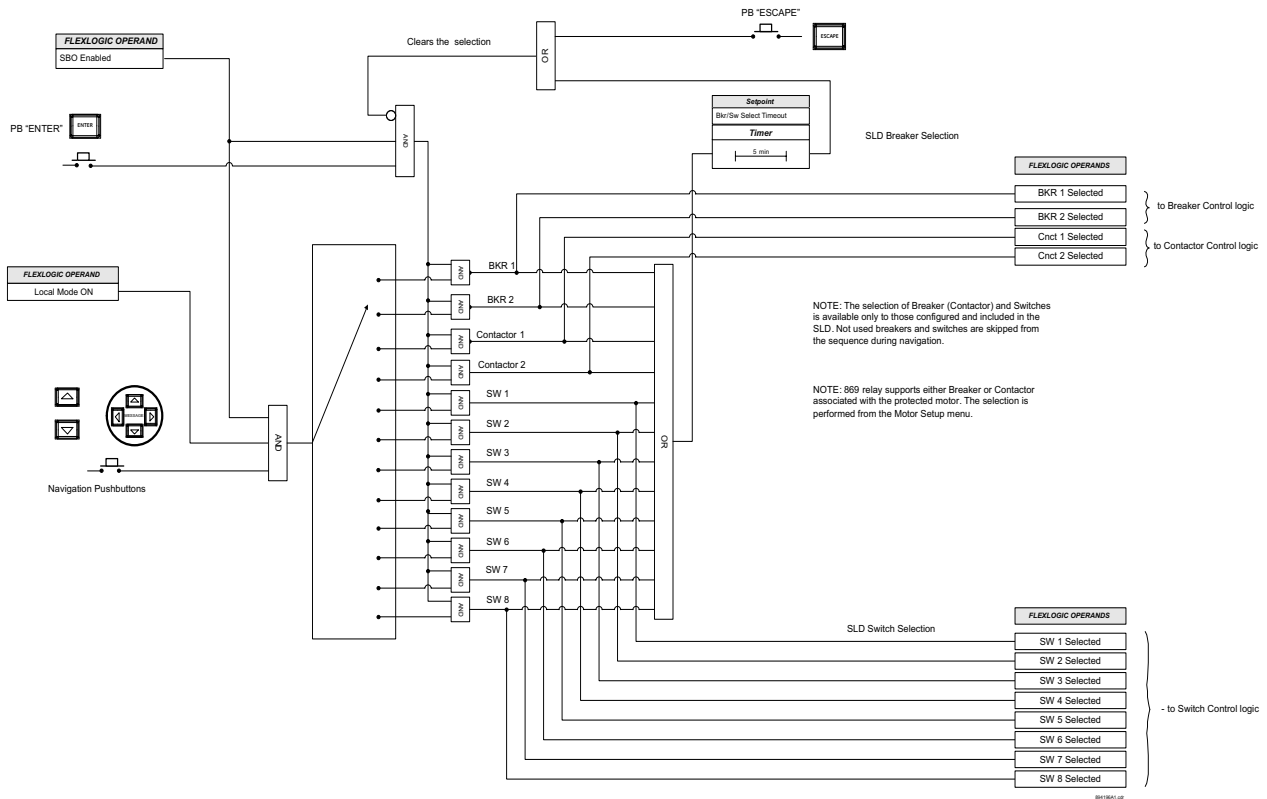 PB "ESCAPE"
ESCAPE
FLEXLOGIC OPERAND
SBO Enabled
Clears the selection
OR
PB "ENTER"
ENTER
AND
Setpoint
Bkr/Sw Select Timeout
Timer
5 min
SLD Breaker Selection
FLEXLOGIC OPERANDS
BKR 1 Selected
BKR 2 Selected
to Breaker Control logic
Cnct 1 Selected
Cnct 2 Selected
to Contactor Control logic
FLEXLOGIC OPERAND
Local Mode ON
MESSAGE
Navigation Pushbuttons
AND
AND
BKR 1
AND
BKR 2
AND
Contactor 1
AND
Contactor 2
AND
SW 1
AND
SW 2
AND
SW 3
AND
SW 4
AND
SW 5
AND
SW 6
AND
SW 7
AND
SW 8
OR
NOTE: The selection of Breaker (Contactor) and Switches
is available only to those configured and included in the
SLD. Not used breakers and switches are skipped from
the sequence during navigation.
NOTE: 869 relay supports either Breaker or Contactor
associated with the protected motor. The selection is
performed from the Motor Setup menu.
SLD Switch Selection
FLEXLOGIC OPERANDS
SW 1 Selected
SW 2 Selected
SW 3 Selected
SW 4 Selected
SW 5 Selected
SW 6 Selected
SW 7 Selected
SW 8 Selected
- to Switch Control logic
894196A1.cdr